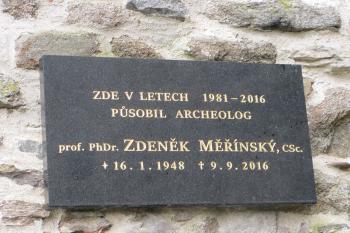 ZDE V LETECH 1981–2016
PŮSOBIL ARCHEOLOG
prof. PhDr. ZDENĚK MĚŘÍNSKÝ, CSc.
+ 16. 1. 1948 + 9. 9. 2016